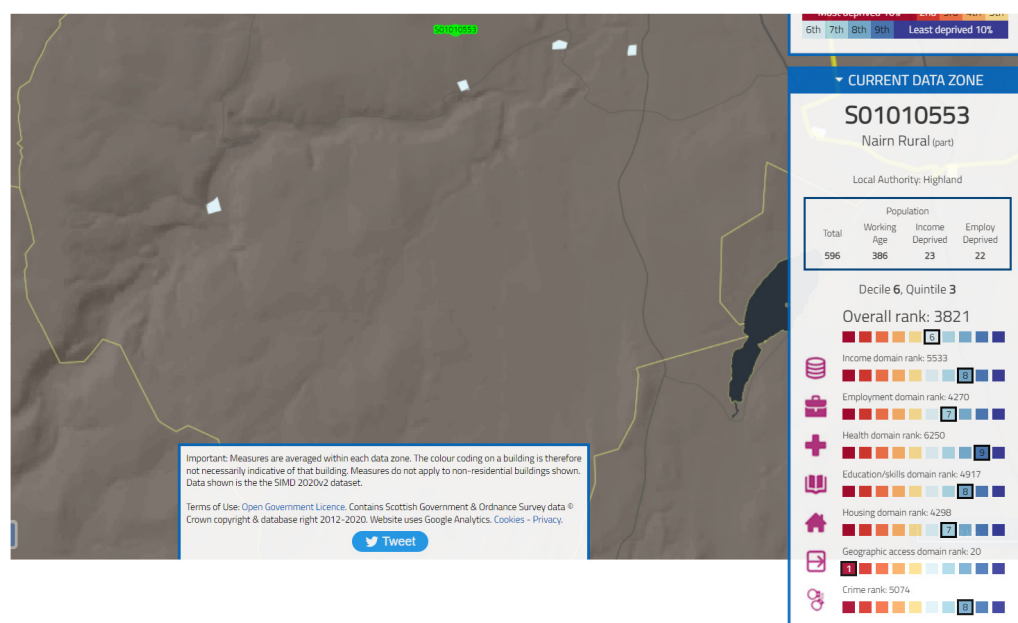 S01010553
Most deprived 10% 2nd 3rd 4th 5th
6th 7th 8th 9th Least deprived 10%
CURRENT DATA ZONE
S01010553
Nairn Rural (part)
Local Authority: Highland
Population
Total Working Age Income Deprived Employ Deprived
596 386 23 22
Decile 6, Quintile 3
Overall rank: 3821
6
Income domain rank: 5533
8
Employment domain rank: 4270
7
Health domain rank: 6250
9
Education/skills domain rank: 4917
8
Housing domain rank: 4298
7
Geographic access domain rank: 20
1
Crime rank: 5074
8
Important: Measures are averaged within each data zone. The colour coding on a building is therefore
not necessarily indicative of that building. Measures do not apply to non-residential buildings shown.
Data shown is the the SIMD 2020v2 dataset.
Terms of Use: Open Government Licence. Contains Scottish Government & Ordnance Survey data ©
Crown copyright & database right 2012-2020. Website uses Google Analytics. Cookies - Privacy.
Tweet